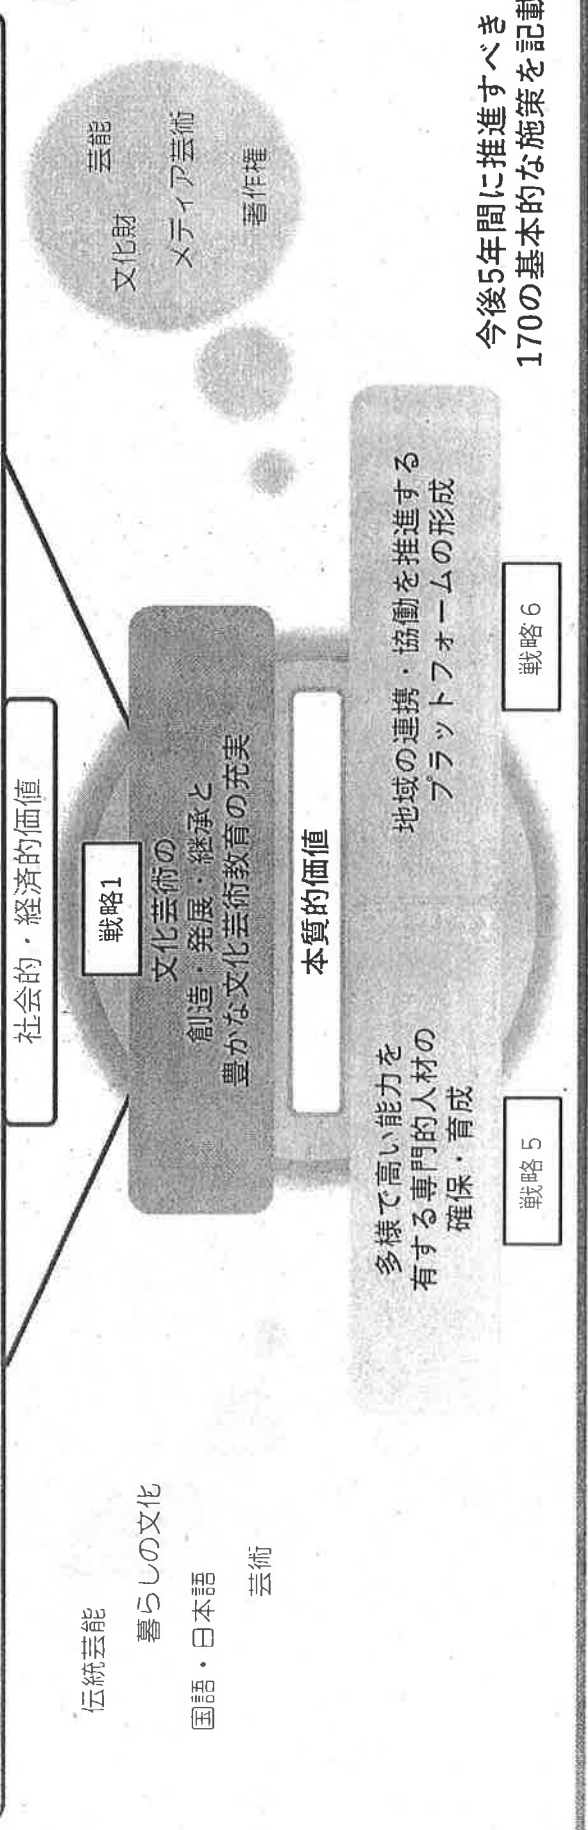 社会的・経済的価値
戦略1
文化芸術の
創造・発展・継承と
豊かな文化芸術教育の充実
本質的価値
伝統芸能
暮らしの文化
国語・日本語
芸術
芸能
文化財
メディア芸術
著作権
多様で高い能力を
有する専門的人材の
確保・育成
地域の連携・協働を推進する
プラットフォームの形成
戦略5
戦略6
今後5年間に推進すべき
170の基本的な施策を記載